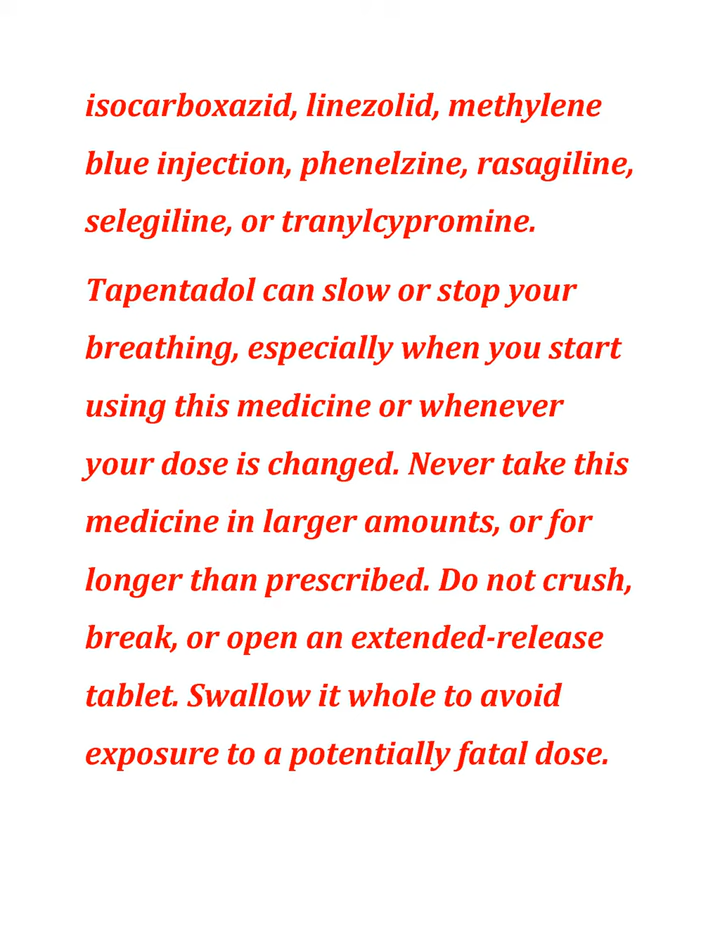 isocarboxazid, linezolid, methylene
blue injection, phenelzine, rasagiline,
selegiline, or tranylcypromine.
Tapentadol can slow or stop your
breathing, especially when you start
using this medicine or whenever
your dose is changed. Never take this
medicine in larger amounts, or for
longer than prescribed. Do not crush,
break, or open an extended-release
tablet. Swallow it whole to avoid
exposure to a potentially fatal dose.